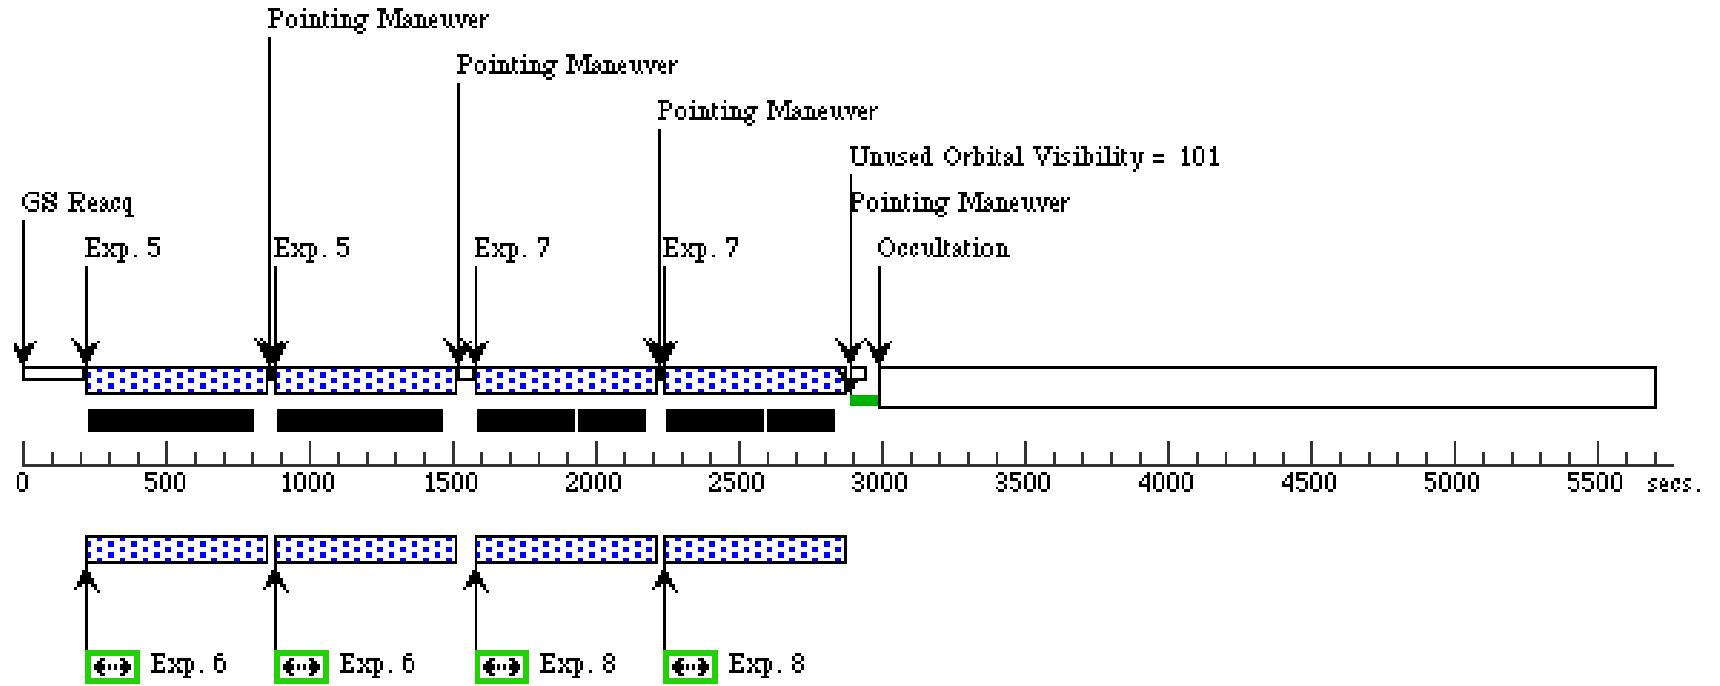 Pointing Maneuver
Pointing Maneuver
Pointing Maneuver
Unused Orbital Visibility = 101
GS Reacq
Pointing Maneuver
Exp. 5
Exp. 5
Exp. 7
Exp. 7
Occultation
0 500 1000 1500 2000 2500 3000 3500 4000 4500 5000 5500 secs.
Exp. 6
Exp. 6
Exp. 8
Exp. 8